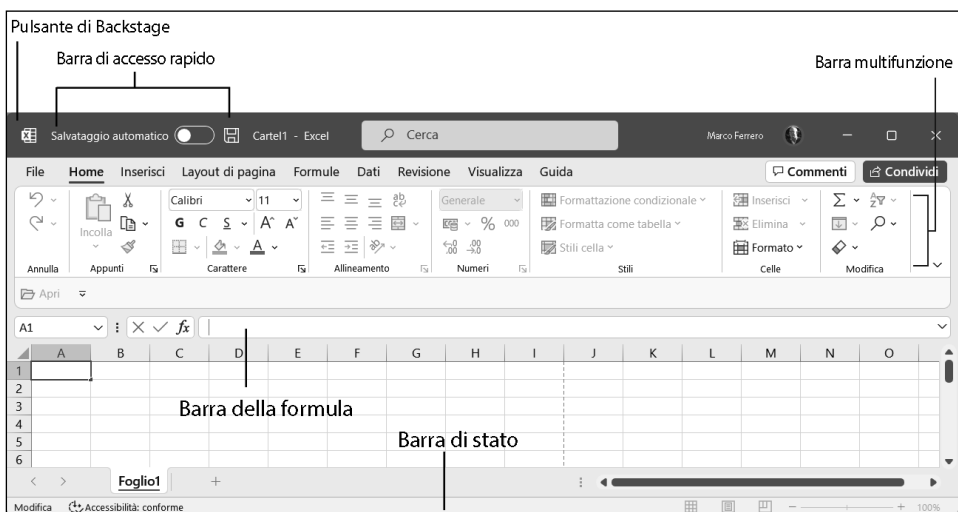 Pulsante di Backstage
Barra di accesso rapido
Barra multifunzione
Salvataggio automatico Cartel1 - Excel Cerca Marco Ferrero
File Home Inserisci Layout di pagina Formule Dati Revisione Visualizza Guida Commenti Condividi
Calibri 11 ab Generale Formattazione condizionale Inserisci Σ
Incolla G C S A A % 000 Formatta come tabella Elimina
A Stili cella Formato
Annulla Appunti Carattere Allineamento Numeri Stili Celle Modifica
Apri
A1 fx
A B C D E F G H I J K L M N O
1
2
3
Barra della formula
4
5
Barra di stato
6
Foglio1
Modifica Accessibilità: conforme 100%